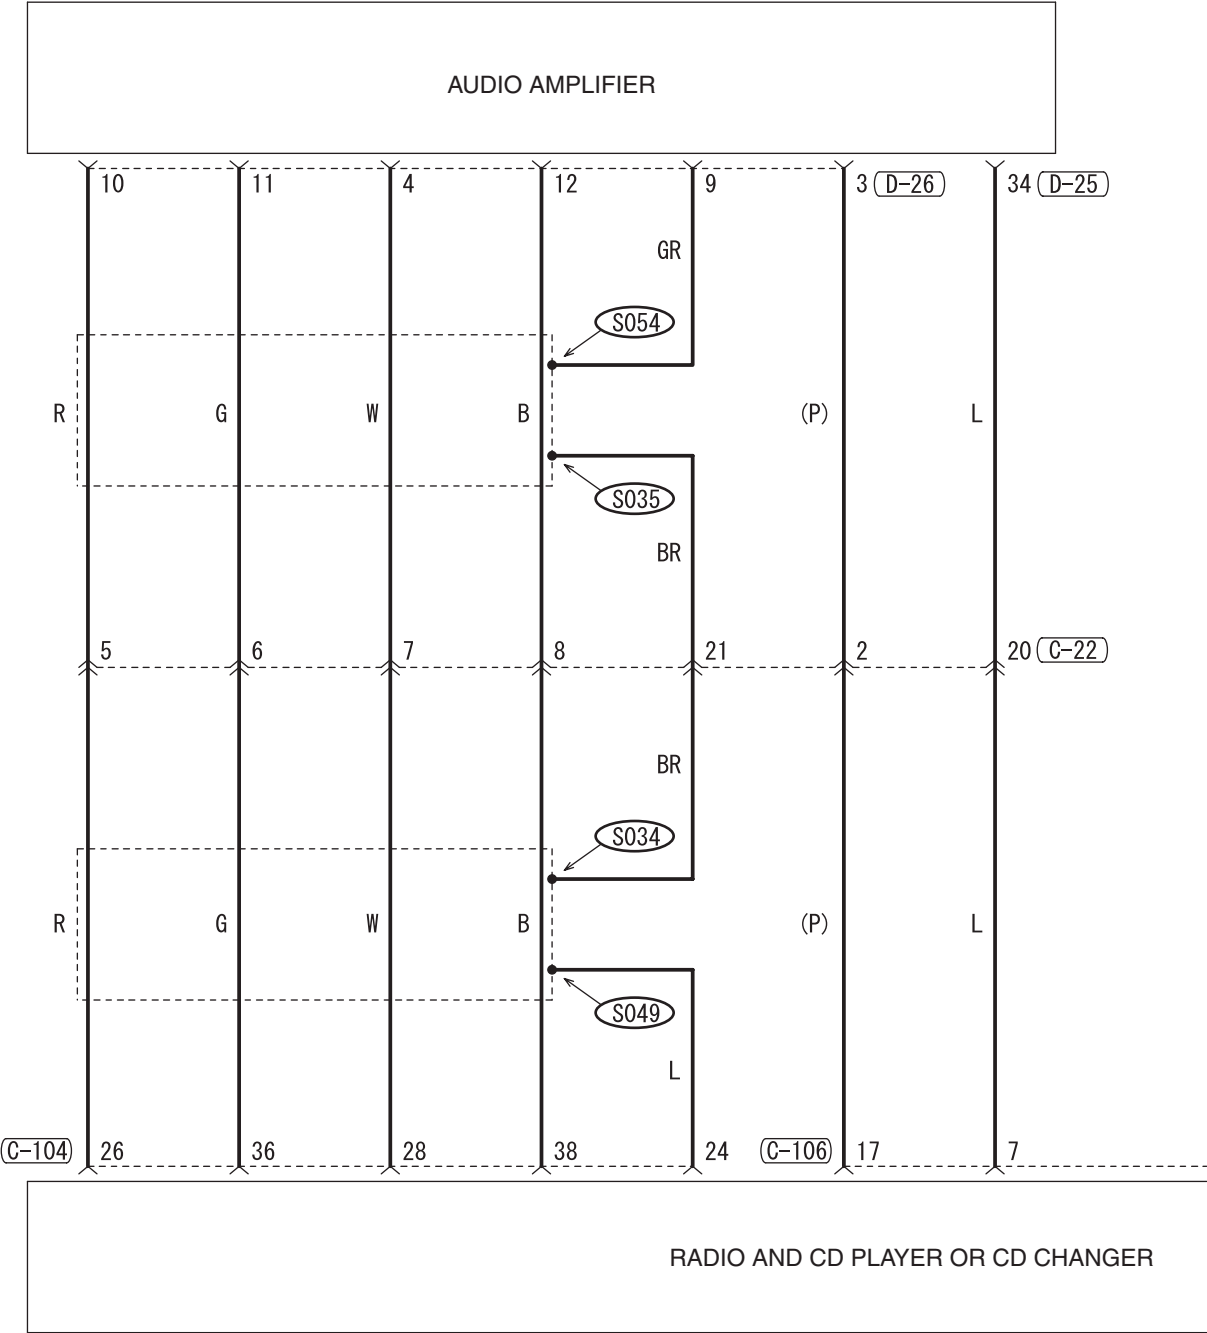 AUDIO AMPLIFIER
10 11 4 12 9 3 D-26 34 D-25
GR
S054
R G W B (P) L
S035
BR
5 6 7 8 21 2 20 C-22
BR
S034
R G W B (P) L
S049
L
C-104 26 36 28 38 24 C-106 17 7
RADIO AND CD PLAYER OR CD CHANGER